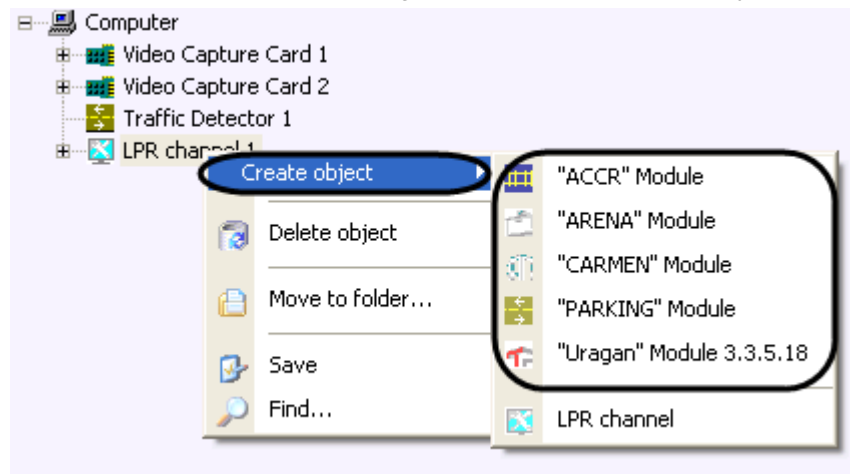 Computer
Video Capture Card 1
Video Capture Card 2
Traffic Detector 1
LPR channel 1
Create object
Delete object
Move to folder...
Save
Find...
"ACCR" Module
"ARENA" Module
"CARMEN" Module
"PARKING" Module
"Uragan" Module 3.3.5.18
LPR channel